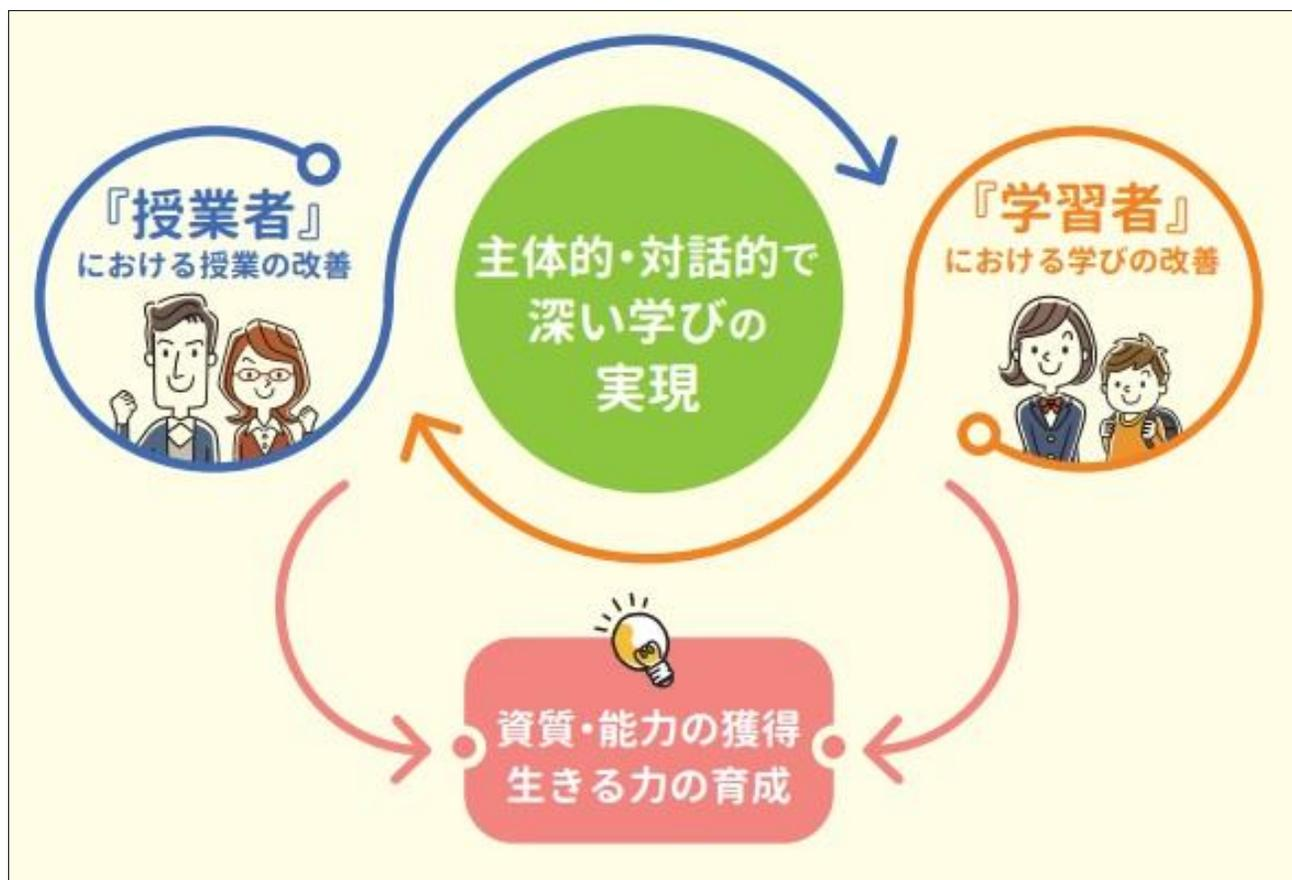 『授業者』
における授業の改善
主体的・対話的で
深い学びの
実現
『学習者』
における学びの改善
資質・能力の獲得
生きる力の育成